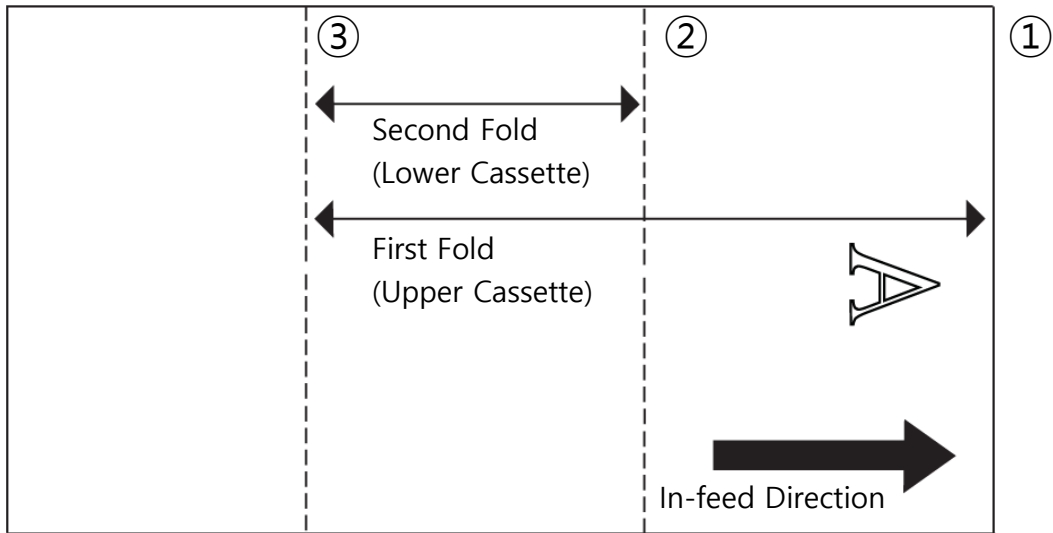 ③
②
①
Second Fold
(Lower Cassette)
First Fold
(Upper Cassette)
A
In-feed Direction